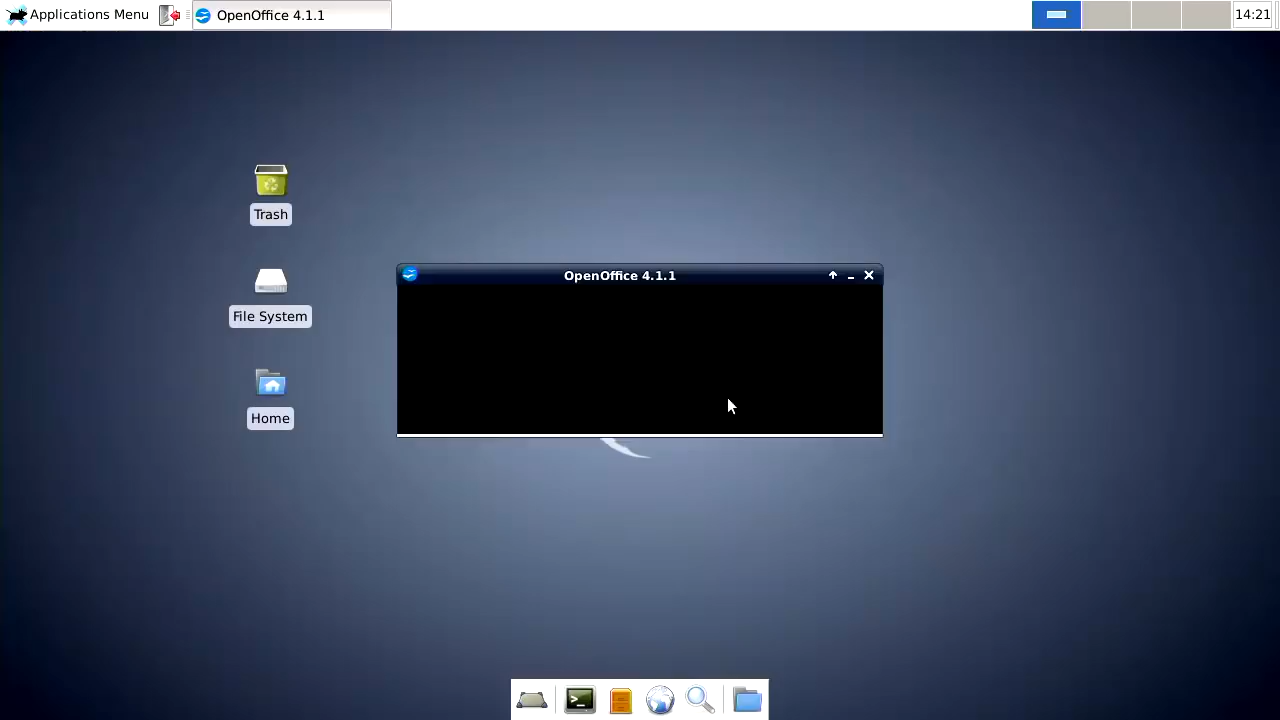 Applications Menu
OpenOffice 4.1.1
14:21
Trash
OpenOffice 4.1.1
File System
Home